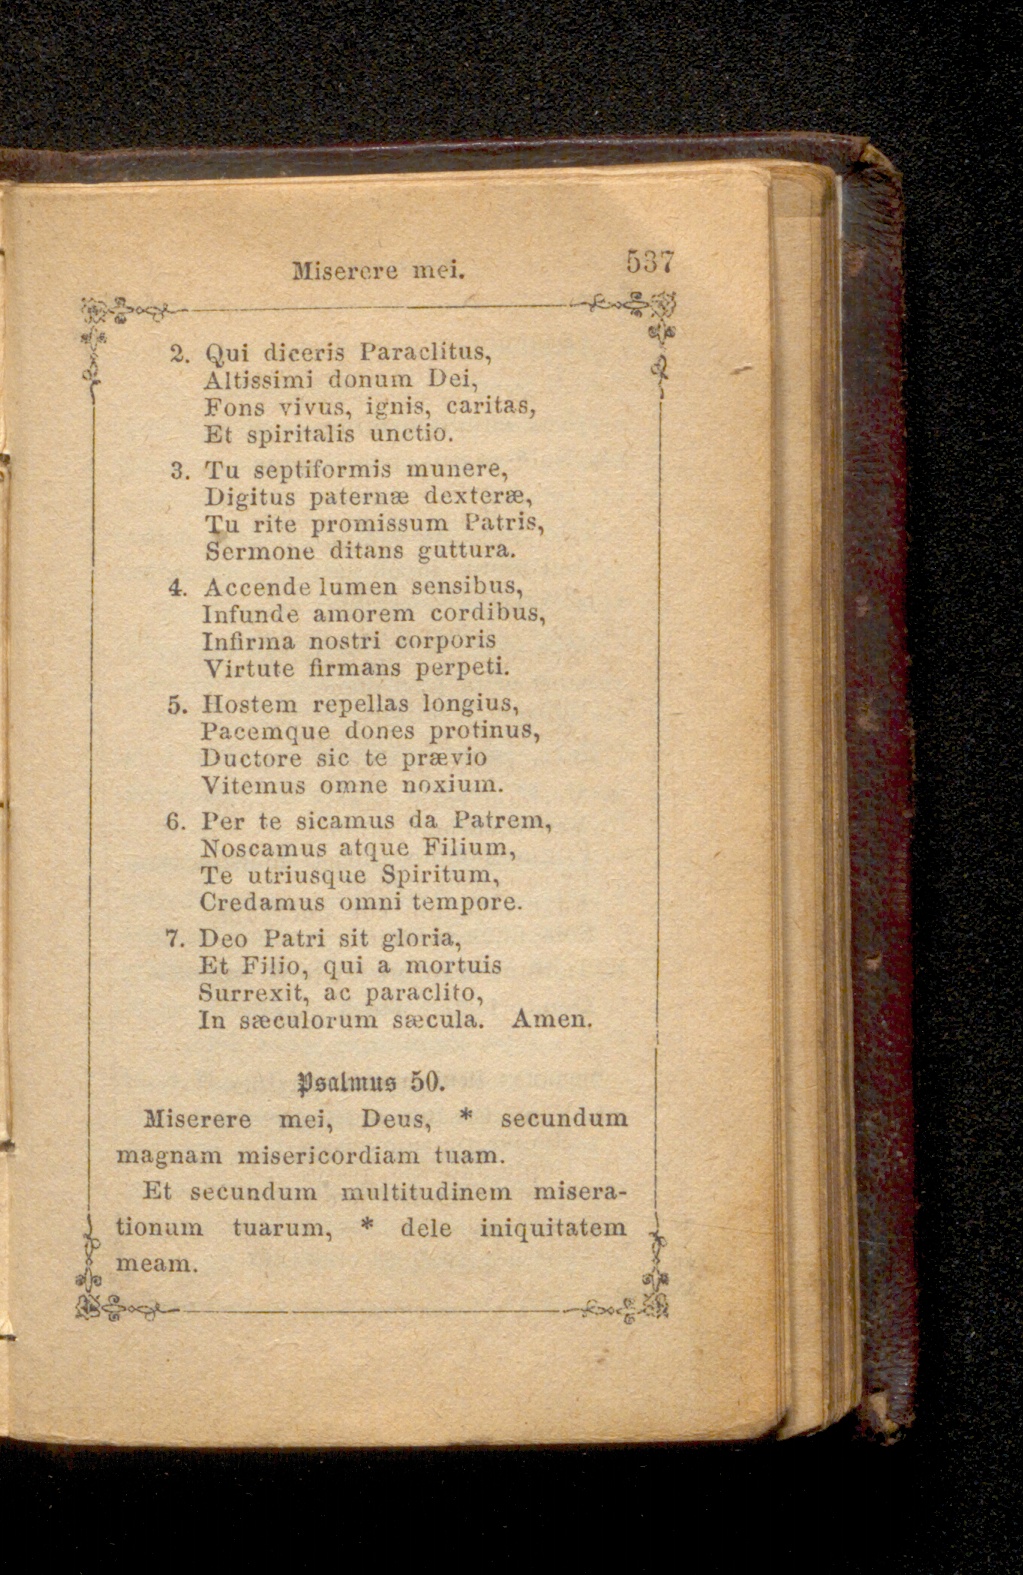 Miserere mei. 537
2. Qui diceris Paraclitus,
Altissimi donum Dei,
Fons vivus, ignis, caritas,
Et spiritalis unctio.
3. Tu septiformis munere,
Digitus paternæ dexteræ,
Tu rite promissum Patris,
Sermone ditans guttura.
4. Accende lumen sensibus,
Infunde amorem cordibus,
Infirma nostri corporis
Virtute firmans perpeti.
5. Hostem repellas longius,
Pacemque dones protinus,
Ductore sic te prævio
Vitemus omne noxium.
6. Per te sicamus da Patrem,
Noscamus atque Filium,
Te utriusque Spiritum,
Credamus omni tempore.
7. Deo Patri sit gloria,
Et Filio, qui a mortuis
Surrexit, ac paraclito,
In sæculorum sæcula. Amen.
Psalmus 50.
Miserere mei, Deus, * secundum
magnam misericordiam tuam.
Et secundum multitudinem misera-
tionum tuarum, * dele iniquitatem
meam.